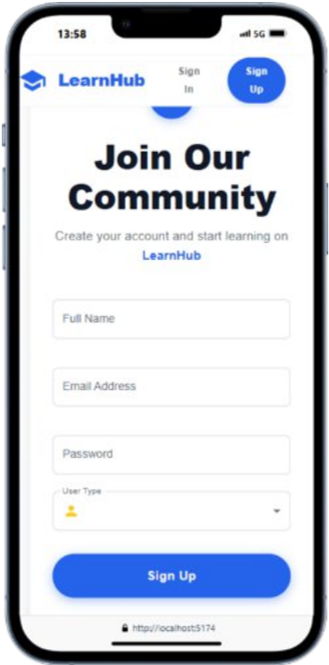 13:58
5G
LearnHub
Sign
In
Sign
Up
Join Our
Community
Create your account and start learning on
LearnHub
Full Name
Email Address
Password
User Type
Sign Up
http://localhost:5174